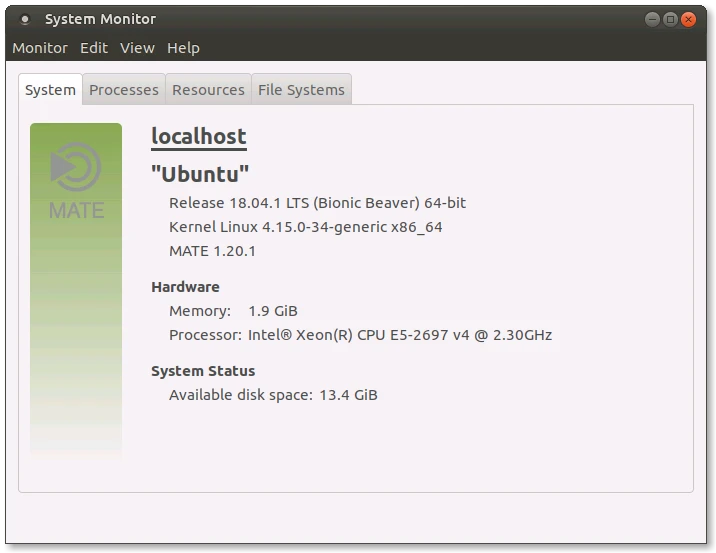 System Monitor
Monitor Edit View Help
System Processes Resources File Systems
MATE
localhost
"Ubuntu"
Release 18.04.1 LTS (Bionic Beaver) 64-bit
Kernel Linux 4.15.0-34-generic x86_64
MATE 1.20.1
Hardware
Memory: 1.9 GiB
Processor: Intel® Xeon(R) CPU E5-2697 v4 @ 2.30GHz
System Status
Available disk space: 13.4 GiB